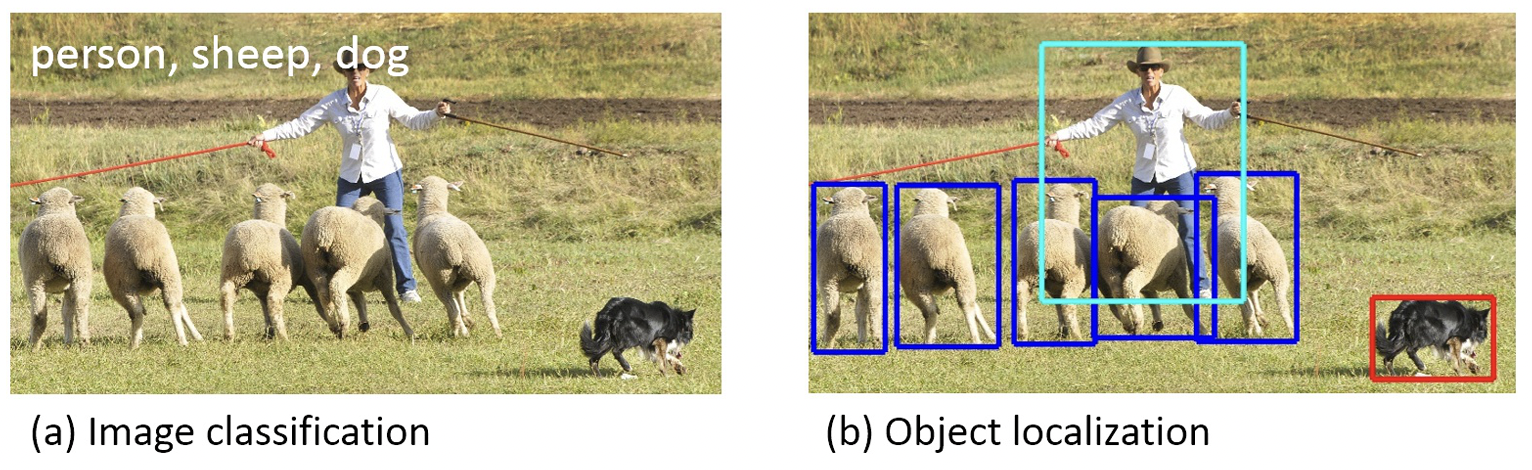 person, sheep, dog
(a) Image classification
(b) Object localization